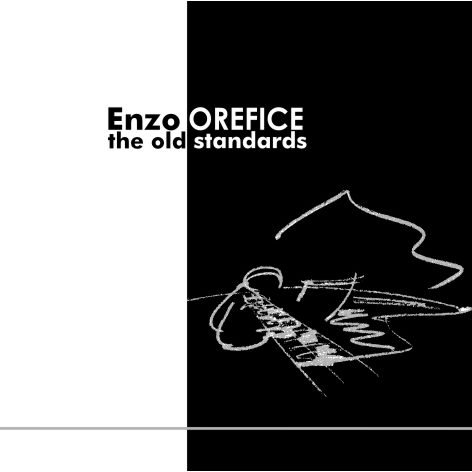 Enzo OREFICE
the old standards